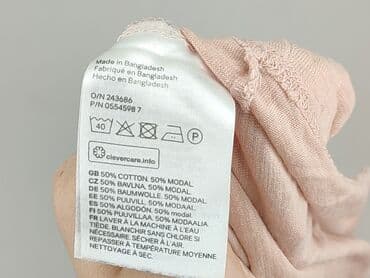 Made in Bangladesh
Fabriqué en Bangladesh
Hecho en Bangladesh
O/N 243686
P/N 0554598 7
40 P
clevercare.info
GB 50% COTTON, 50% MODAL
CZ 50% BAVLNA, 50% MODAL.
DE 50% BAUMWOLLE, 50% MODAL
EE 50% PUUVILL, 50% MODAAL
ES 50% ALGODÓN, 50% MODAL
FI 50% PUUVILLAA, 50% MODAALIA
FR LAVER À LA MACHINE À L'EAU
TIÈDE. BLANCHIR SANS CHLORE SI
NÉCESSAIRE. SÉCHER À L'AIR.
REPASSAGE À TEMPÉRATURE MOYENNE.
NETTOYAGE À SEC.